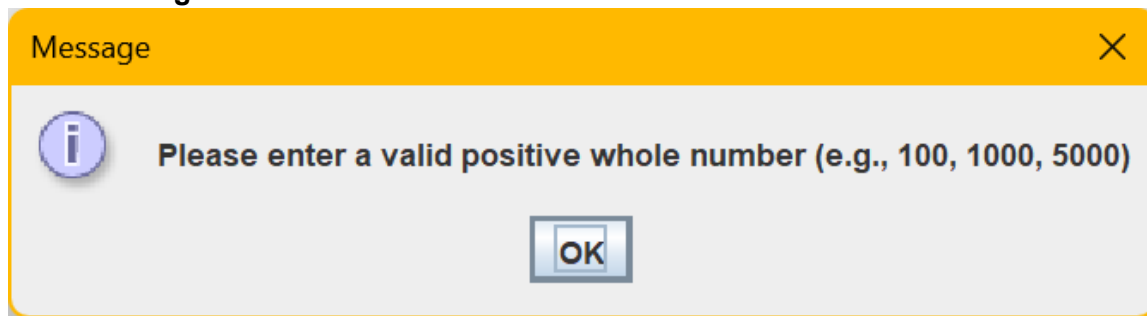 Message
Please enter a valid positive whole number (e.g., 100, 1000, 5000)
OK